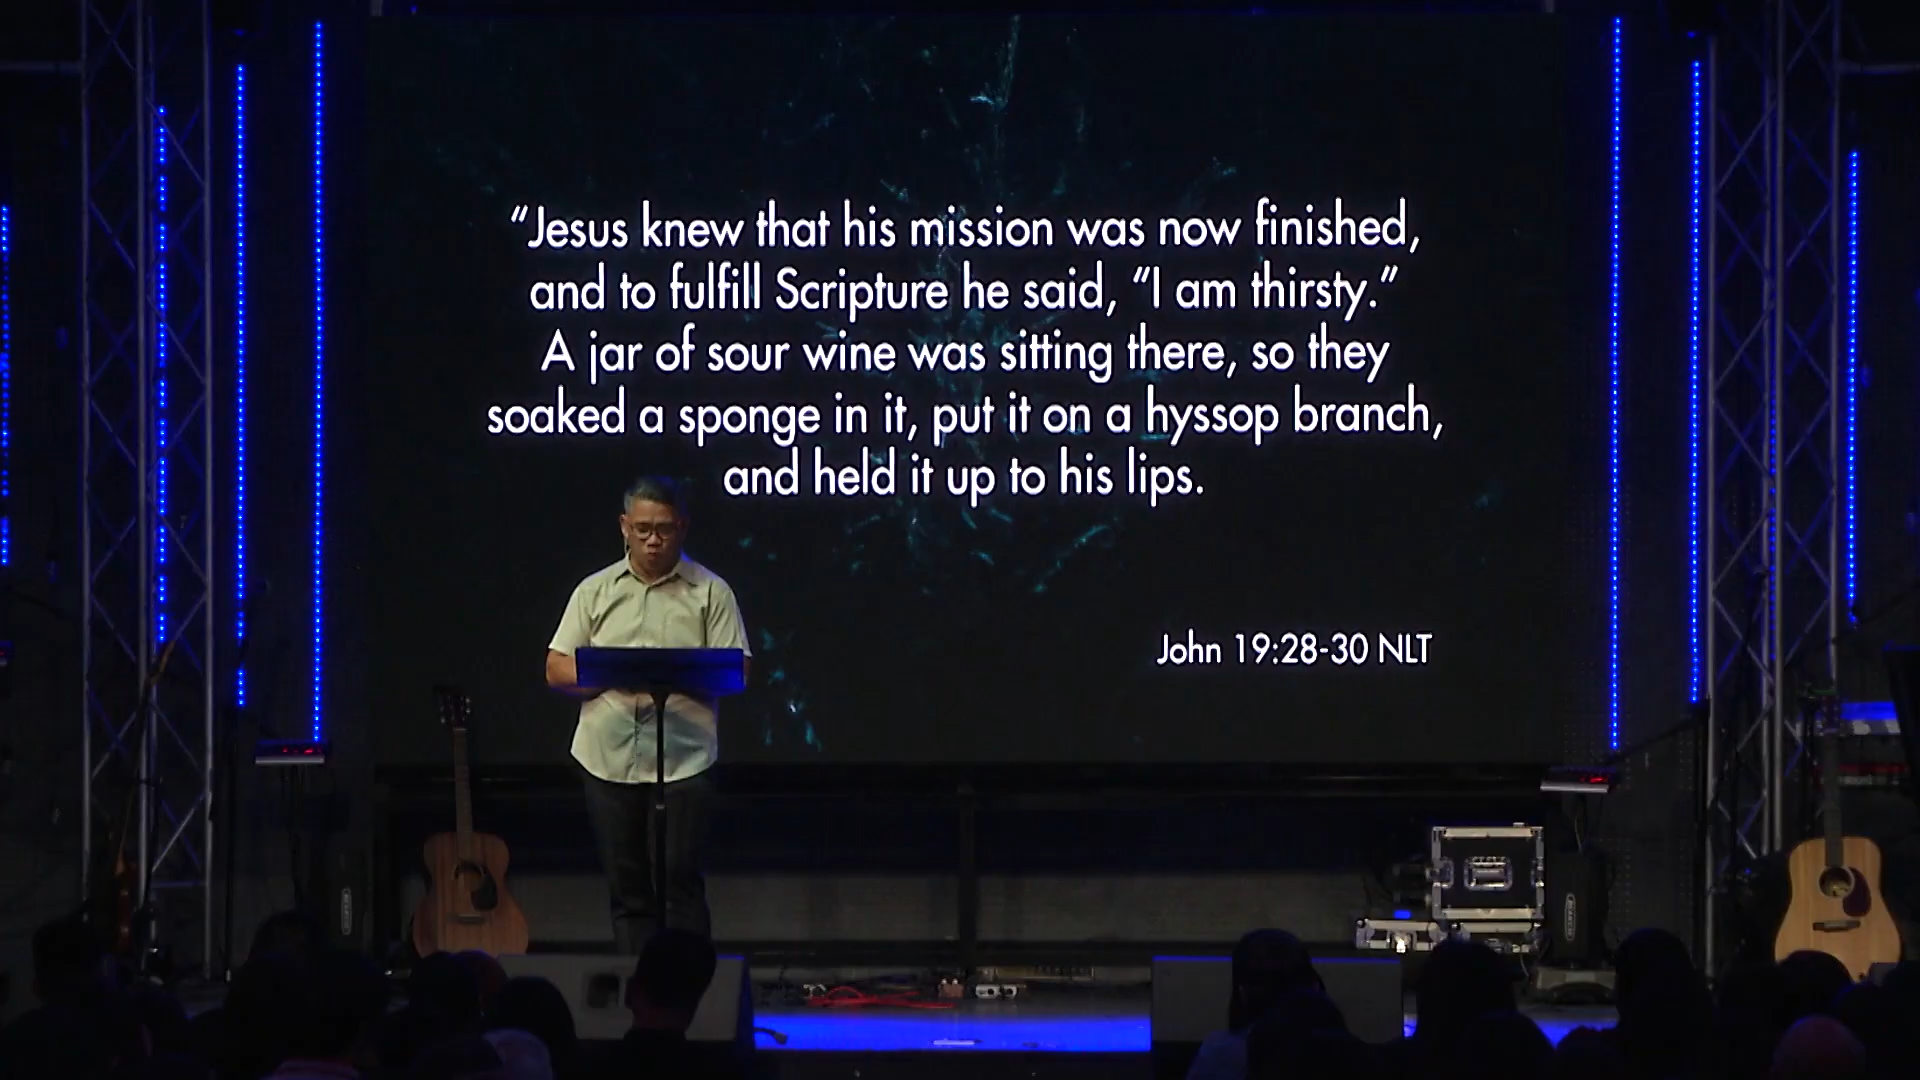 “Jesus knew that his mission was now finished,
and to fulfill Scripture he said, “I am thirsty.”
A jar of sour wine was sitting there, so they
soaked a sponge in it, put it on a hyssop branch,
and held it up to his lips.
John 19:28-30 NLT